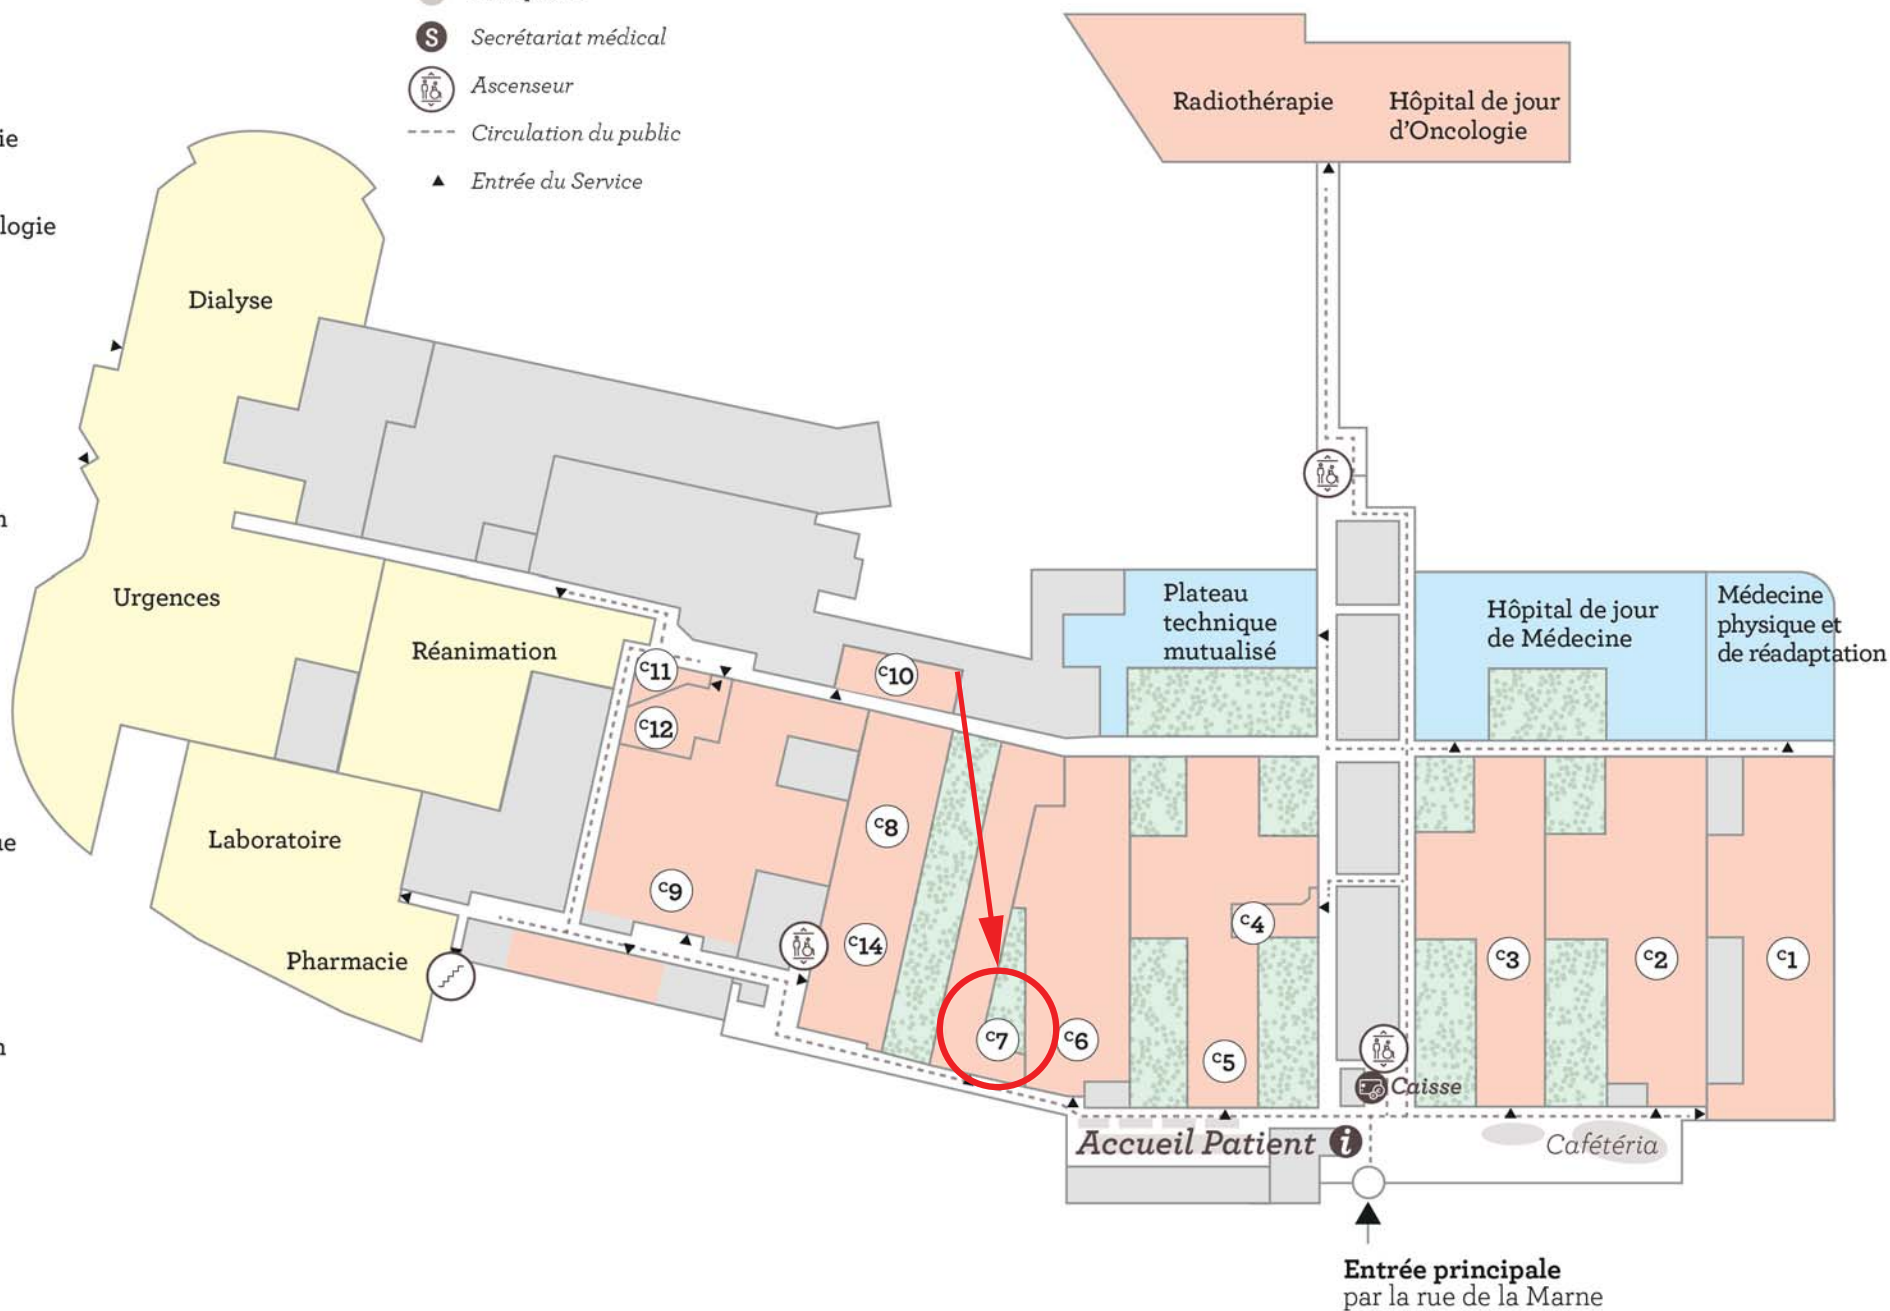 S Secrétariat médical
Ascenseur
Circulation du public
Entrée du Service
ie
logie
n
ue
n
Radiothérapie
Hôpital de jour
d'Oncologie
Dialyse
Urgences
Réanimation
Laboratoire
Pharmacie
Plateau
technique
mutualisé
Hôpital de jour
de Médecine
Médecine
physique et
de réadaptation
C11
C10
C12
C8
C9
C14
C4
C3
C2
C1
C7
C6
C5
Caisse
Accueil Patient i
Cafétéria
Entrée principale
par la rue de la Marne